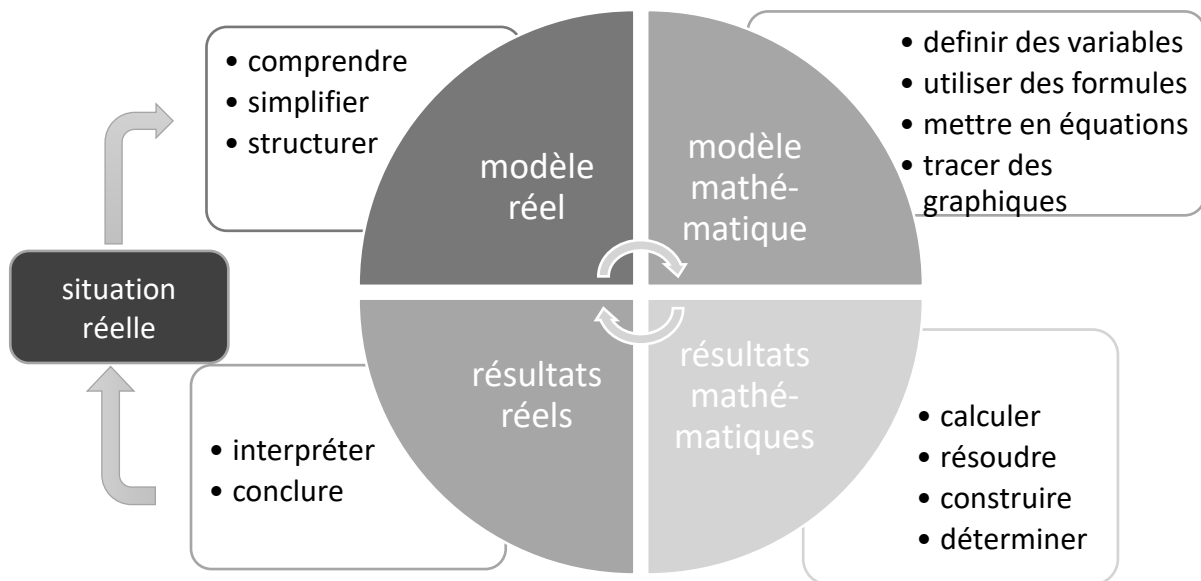 • comprendre
• simplifier
• structurer
modèle
réel
modèle
mathé-
matique
• definir des variables
• utiliser des formules
• mettre en équations
• tracer des
graphiques
situation
réelle
• interpréter
• conclure
résultats
réels
résultats
mathé-
matiques
• calculer
• résoudre
• construire
• déterminer